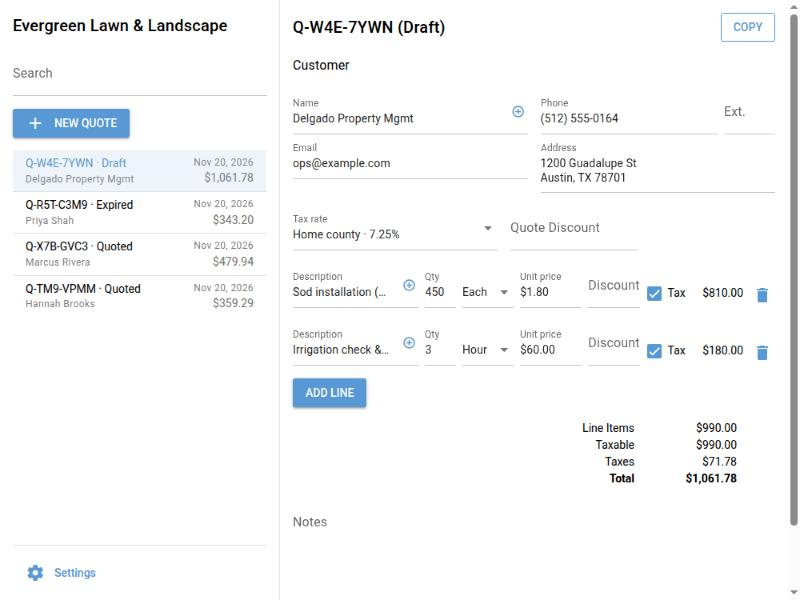 Evergreen Lawn & Landscape
Search
NEW QUOTE
Q-W4E-7YWN · Draft Nov 20, 2026
Delgado Property Mgmt $1,061.78
Q-R5T-C3M9 · Expired Nov 20, 2026
Priya Shah $343.20
Q-X7B-GVC3 · Quoted Nov 20, 2026
Marcus Rivera $479.94
Q-TM9-VPMM · Quoted Nov 20, 2026
Hannah Brooks $359.29
Settings
Q-W4E-7YWN (Draft) COPY
Customer
Name Phone
Delgado Property Mgmt (512) 555-0164 Ext.
Email Address
ops@example.com 1200 Guadalupe St
Austin, TX 78701
Tax rate
Home county · 7.25% Quote Discount
Description Qty Unit price
Sod installation (... 450 Each $1.80 Discount Tax $810.00
Description Qty Unit price
Irrigation check &... 3 Hour $60.00 Discount Tax $180.00
ADD LINE
Line Items $990.00
Taxable $990.00
Taxes $71.78
Total $1,061.78
Notes